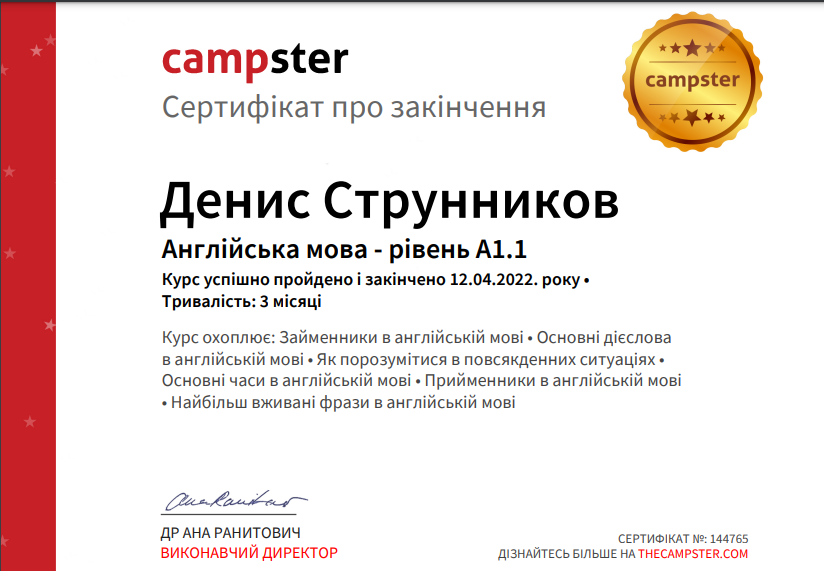 campster
Сертифікат про закінчення
campster
Денис Струнников
Англійська мова - рівень А1.1
Курс успішно пройдено і закінчено 12.04.2022. року •
Тривалість: 3 місяці
Курс охоплює: Займенники в англійській мові • Основні дієслова
в англійській мові • Як порозумітися в повсякденних ситуаціях •
Основні часи в англійській мові • Прийменники в англійській мові
• Найбільш вживані фрази в англійській мові
ДР АНА РАНИТОВИЧ
ВИКОНАВЧИЙ ДИРЕКТОР
СЕРТИФІКАТ №: 144765
ДІЗНАЙТЕСЬ БІЛЬШЕ НА THECAMPSTER.COM